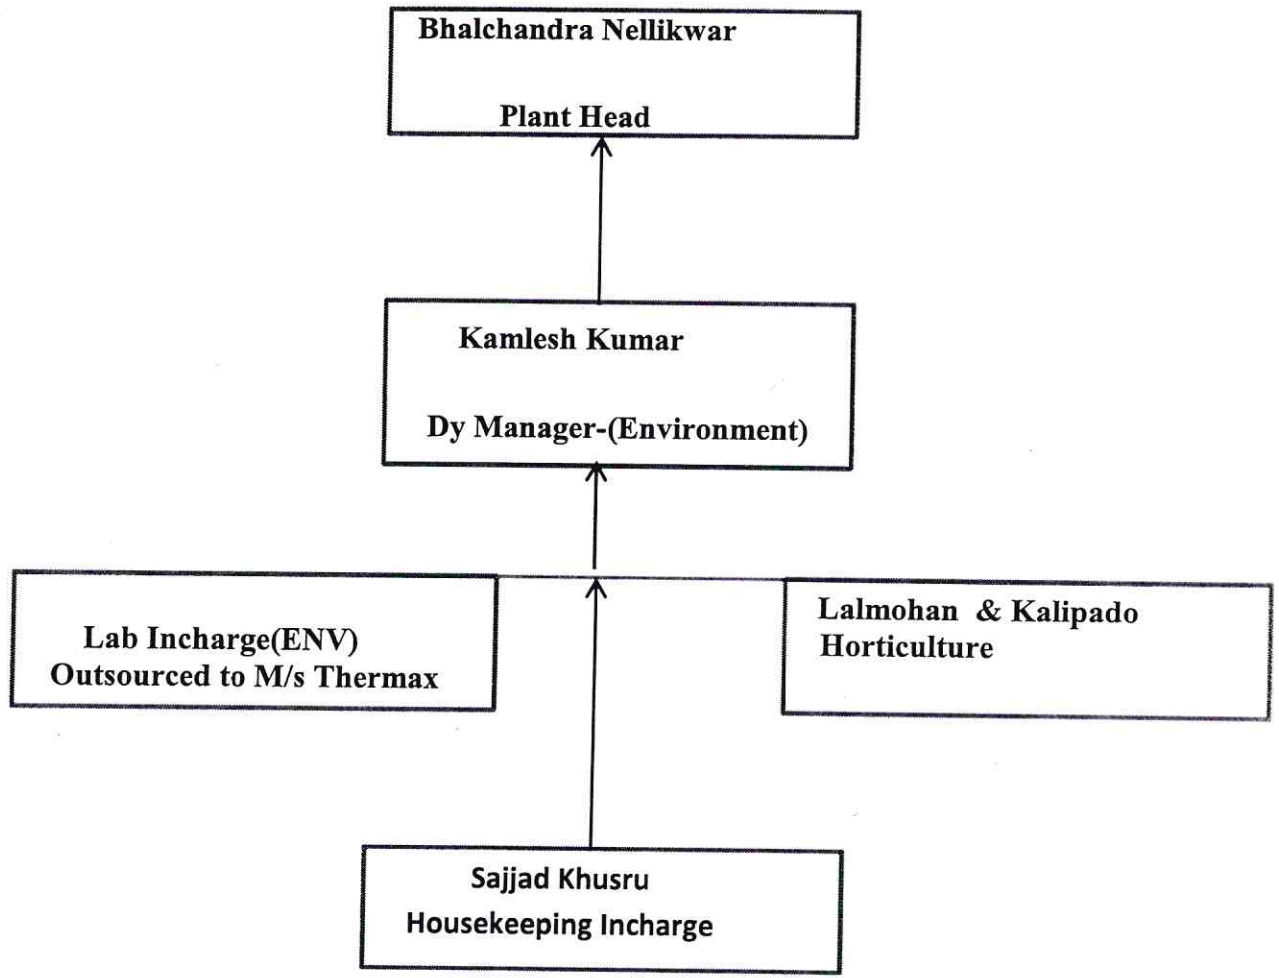 Bhalchandra Nellikwar
Plant Head
Kamlesh Kumar
Dy Manager-(Environment)
Lab Incharge(ENV)
Outsourced to M/s Thermax
Lalmohan & Kalipado
Horticulture
Sajjad Khusru
Housekeeping Incharge